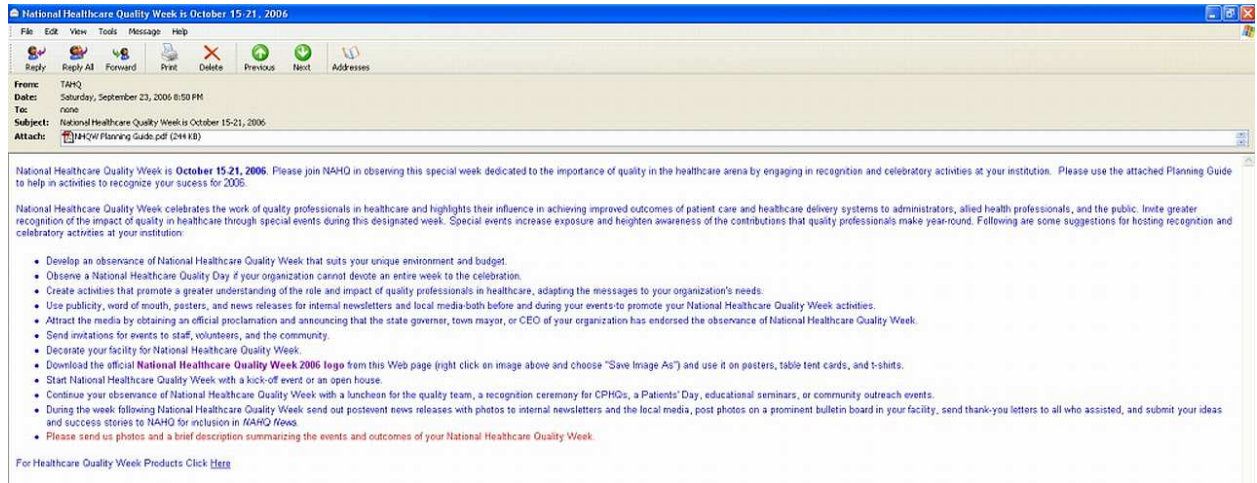 National Healthcare Quality Week is October 15-21, 2006
File Edit View Tools Message Help
Reply Reply All Forward Print Delete Previous Next Addresses
From: TAHQ
Date: Saturday, September 23, 2006 8:50 PM
To: none
Subject: National Healthcare Quality Week is October 15-21, 2006
Attach: NHQW Planning Guide.pdf (244 KB)
National Healthcare Quality Week is October 15-21, 2006. Please join NAHQ in observing this special week dedicated to the importance of quality in the healthcare arena by engaging in recognition and celebratory activities at your institution. Please use the attached Planning Guide
to help in activities to recognize your sucess for 2006.
National Healthcare Quality Week celebrates the work of quality professionals in healthcare and highlights their influence in achieving improved outcomes of patient care and healthcare delivery systems to administrators, allied health professionals, and the public. Invite greater
recognition of the impact of quality in healthcare through special events during this designated week. Special events increase exposure and heighten awareness of the contributions that quality professionals make year-round. Following are some suggestions for hosting recognition and
celebratory activities at your institution:
• Develop an observance of National Healthcare Quality Week that suits your unique environment and budget.
• Observe a National Healthcare Quality Day if your organization cannot devote an entire week to the celebration.
• Create activities that promote a greater understanding of the role and impact of quality professionals in healthcare, adapting the messages to your organization's needs.
• Use publicity, word of mouth, posters, and news releases for internal newsletters and local media-both before and during your events-to promote your National Healthcare Quality Week activities.
• Attract the media by obtaining an official proclamation and announcing that the state governor, town mayor, or CEO of your organization has endorsed the observance of National Healthcare Quality Week.
• Send invitations for events to staff, volunteers, and the community.
• Decorate your facility for National Healthcare Quality Week.
• Download the official National Healthcare Quality Week 2006 logo from this Web page (right click on image above and choose "Save Image As") and use it on posters, table tent cards, and t-shirts.
• Start National Healthcare Quality Week with a kick-off event or an open house.
• Continue your observance of National Healthcare Quality Week with a luncheon for the quality team, a recognition ceremony for CPHQs, a Patients' Day, educational seminars, or community outreach events.
• During the week following National Healthcare Quality Week send out postevent news releases with photos to internal newsletters and the local media, post photos on a prominent bulletin board in your facility, send thank-you letters to all who assisted, and submit your ideas
and success stories to NAHQ for inclusion in NAHQ News.
• Please send us photos and a brief description summarizing the events and outcomes of your National Healthcare Quality Week.
For Healthcare Quality Week Products Click Here